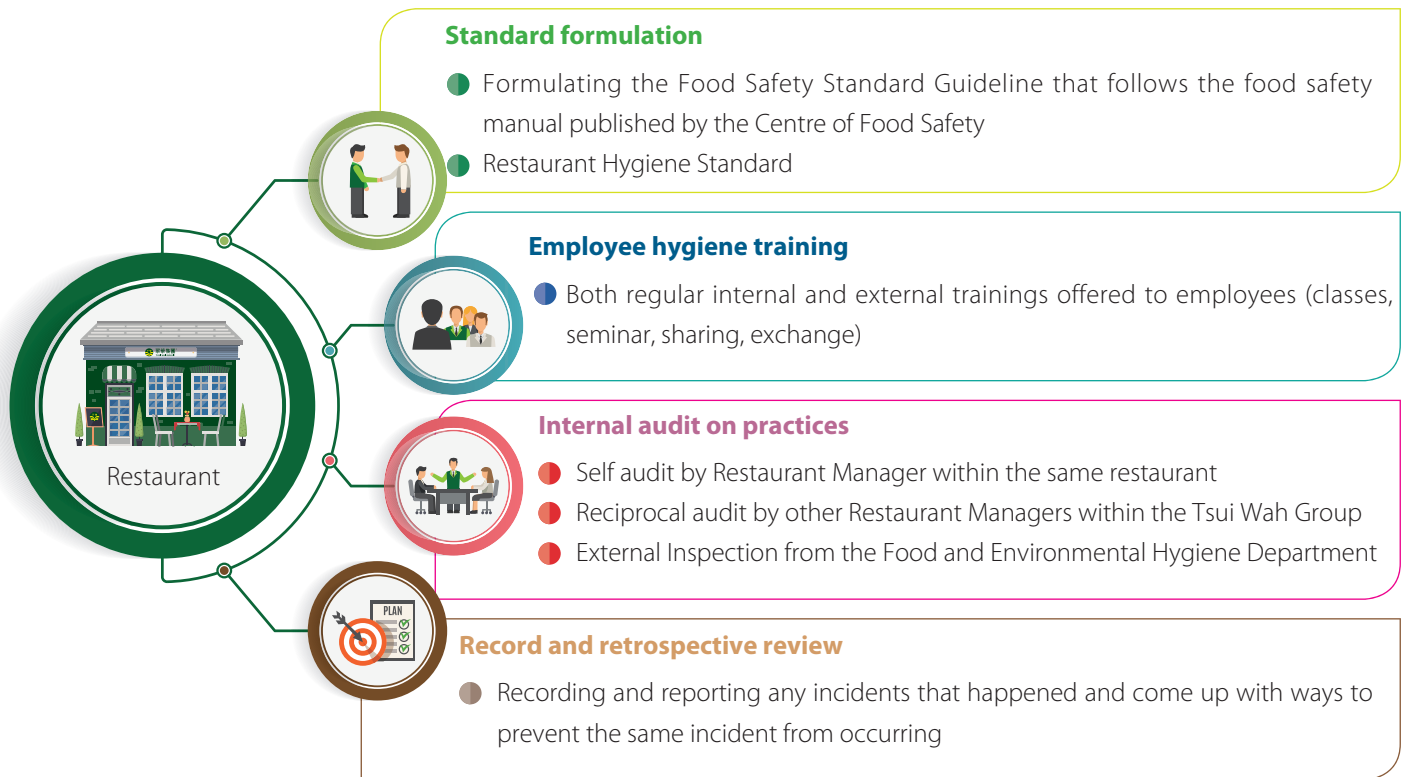 Standard formulation
Formulating the Food Safety Standard Guideline that follows the food safety
manual published by the Centre of Food Safety
Restaurant Hygiene Standard
Employee hygiene training
Both regular internal and external trainings offered to employees (classes,
seminar, sharing, exchange)
Restaurant
Internal audit on practices
Self audit by Restaurant Manager within the same restaurant
Reciprocal audit by other Restaurant Managers within the Tsui Wah Group
External Inspection from the Food and Environmental Hygiene Department
PLAN
Record and retrospective review
Recording and reporting any incidents that happened and come up with ways to
prevent the same incident from occurring